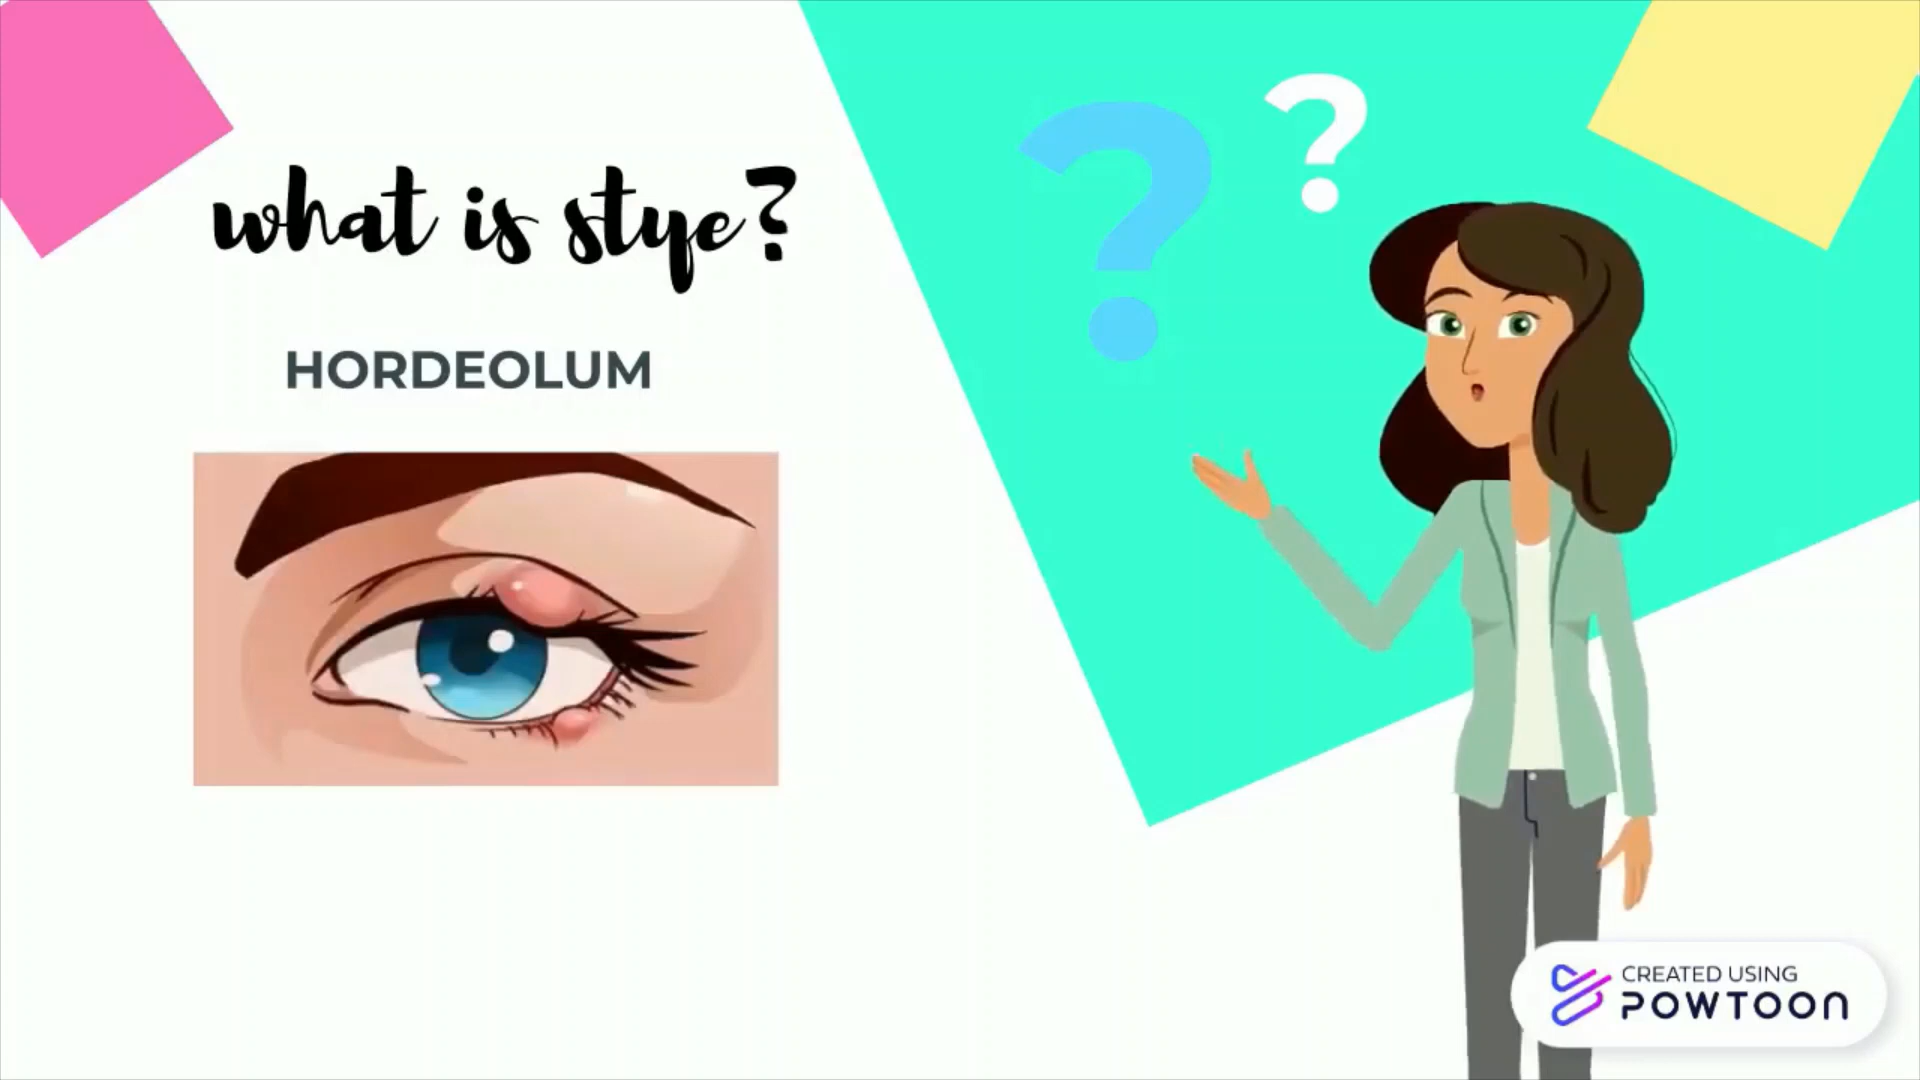 what is stye?
HORDEOLUM
? ?
CREATED USING
POWTOON